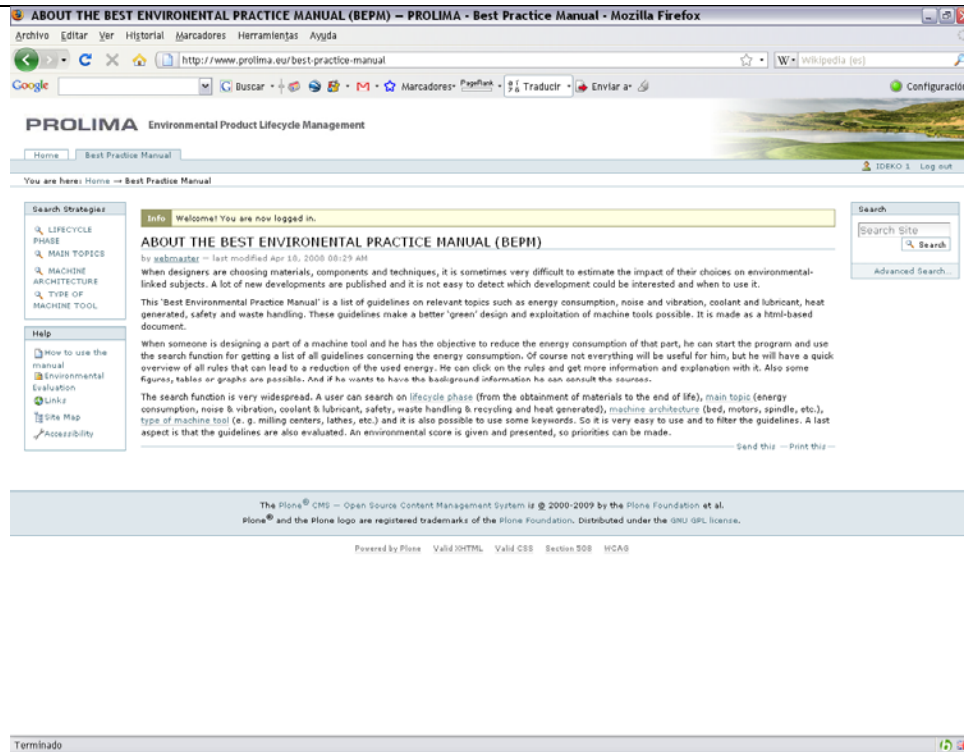 ABOUT THE BEST ENVIRONENTAL PRACTICE MANUAL (BEPM) — PROLIMA - Best Practice Manual - Mozilla Firefox
Archivo Editar Ver Historial Marcadores Herramientas Ayuda
http://www.prolima.eu/best-practice-manual
W Wikipedia (es)
Google
G Buscar
Marcadores PageRank Traducir Enviar a
Configuración
PROLIMA Environmental Product Lifecycle Management
Home Best Practice Manual
IDEKO 1 Log out
You are here: Home → Best Practice Manual
Search Strategies
LIFECYCLE
PHASE
MAIN TOPICS
MACHINE
ARCHITECTURE
TYPE OF
MACHINE TOOL
Help
How to use the
manual
Environmental
Evaluation
Links
Site Map
Accessibility
Info Welcome! You are now logged in.
ABOUT THE BEST ENVIRONENTAL PRACTICE MANUAL (BEPM)
by webmaster — last modified Apr 18, 2008 08:29 AM
When designers are choosing materials, components and techniques, it is sometimes very difficult to estimate the impact of their choices on environmental-
linked subjects. A lot of new developments are published and it is not easy to detect which development could be interested and when to use it.
This 'Best Environmental Practice Manual' is a list of guidelines on relevant topics such as energy consumption, noise and vibration, coolant and lubricant, heat
generated, safety and waste handling. These guidelines make a better 'green' design and exploitation of machine tools possible. It is made as a html-based
document.
When someone is designing a part of a machine tool and he has the objective to reduce the energy consumption of that part, he can start the program and use
the search function for getting a list of all guidelines concerning the energy consumption. Of course not everything will be useful for him, but he will have a quick
overview of all rules that can lead to a reduction of the used energy. He can click on the rules and get more information and explanation with it. Also some
figures, tables or graphs are possible. And if he wants to have the background information he can consult the sources.
The search function is very widespread. A user can search on lifecycle phase (from the obtainment of materials to the end of life), main topic (energy
consumption, noise & vibration, coolant & lubricant, safety, waste handling & recycling and heat generated), machine architecture (bed, motors, spindle, etc.),
type of machine tool (e. g. milling centers, lathes, etc.) and it is also possible to use some keywords. So it is very easy to use and to filter the guidelines. A last
aspect is that the guidelines are also evaluated. An environmental score is given and presented, so priorities can be made.
Send this — Print this —
Search
Search Site
Search
Advanced Search...
The Plone® CMS — Open Source Content Management System is © 2000-2009 by the Plone Foundation et al.
Plone® and the Plone logo are registered trademarks of the Plone Foundation. Distributed under the GNU GPL license.
Powered by Plone Valid XHTML Valid CSS Section 508 WCAG
Terminado